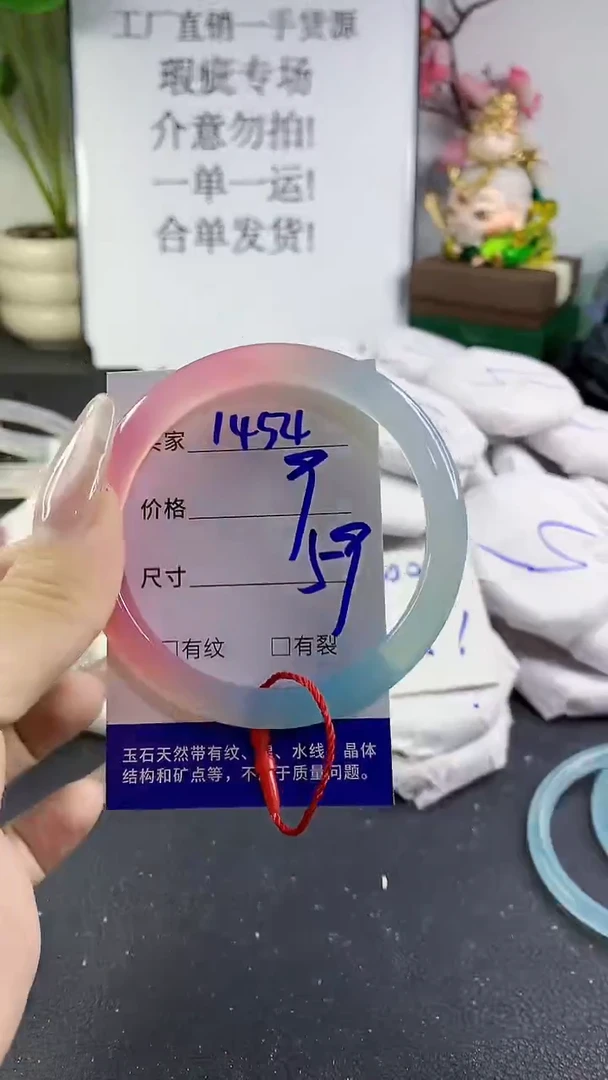 工厂直销一手货源
瑕疵专场
介意勿拍!
一单一运!
合单发货!
家 1454
价格 9
尺寸 59
□有纹 □有裂
玉石天然带有纹、 、水线、晶体
结构和矿点等，不 于质量问题。